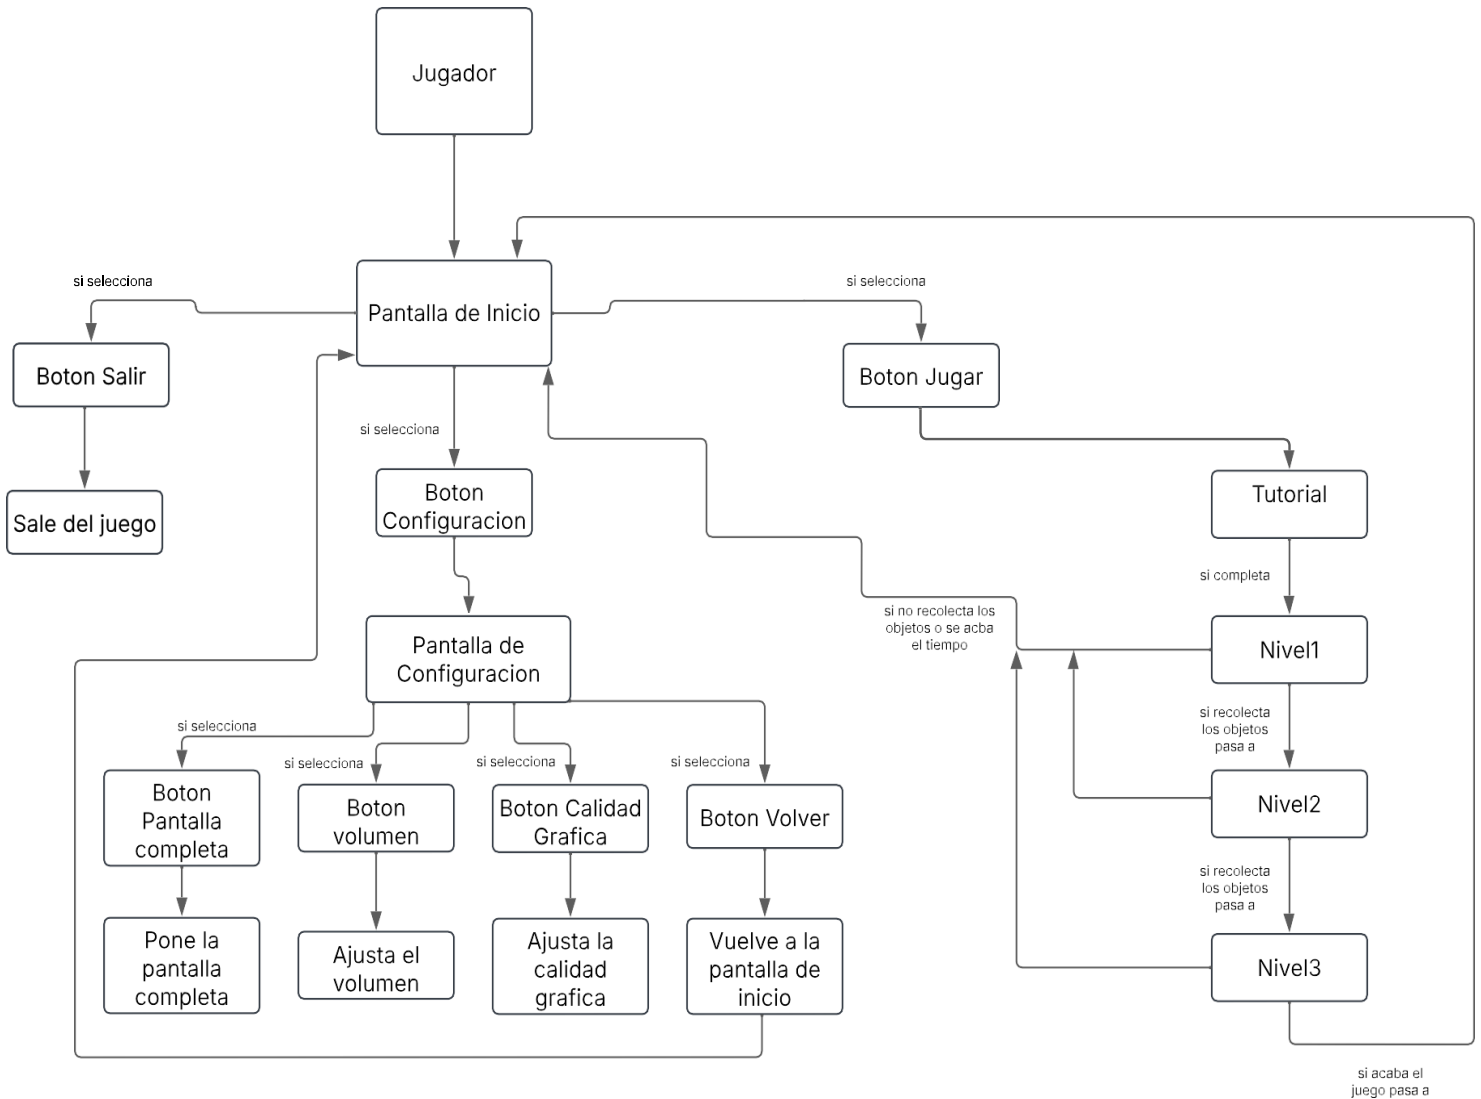 Jugador
si selecciona
si selecciona
Pantalla de Inicio
Boton Salir
Boton Jugar
si selecciona
Boton
Configuracion
Tutorial
Sale del juego
si completa
si no recolecta los
objetos o se acba
el tiempo
Pantalla de
Configuracion
Nivel1
si selecciona
si selecciona
si selecciona
si selecciona
si recolecta
los objetos
pasa a
Boton
Pantalla
completa
Boton
volumen
Boton Calidad
Grafica
Boton Volver
Nivel2
si recolecta
los objetos
pasa a
Pone la
pantalla
completa
Ajusta el
volumen
Ajusta la
calidad
grafica
Vuelve a la
pantalla de
inicio
Nivel3
si acaba el
juego pasa a